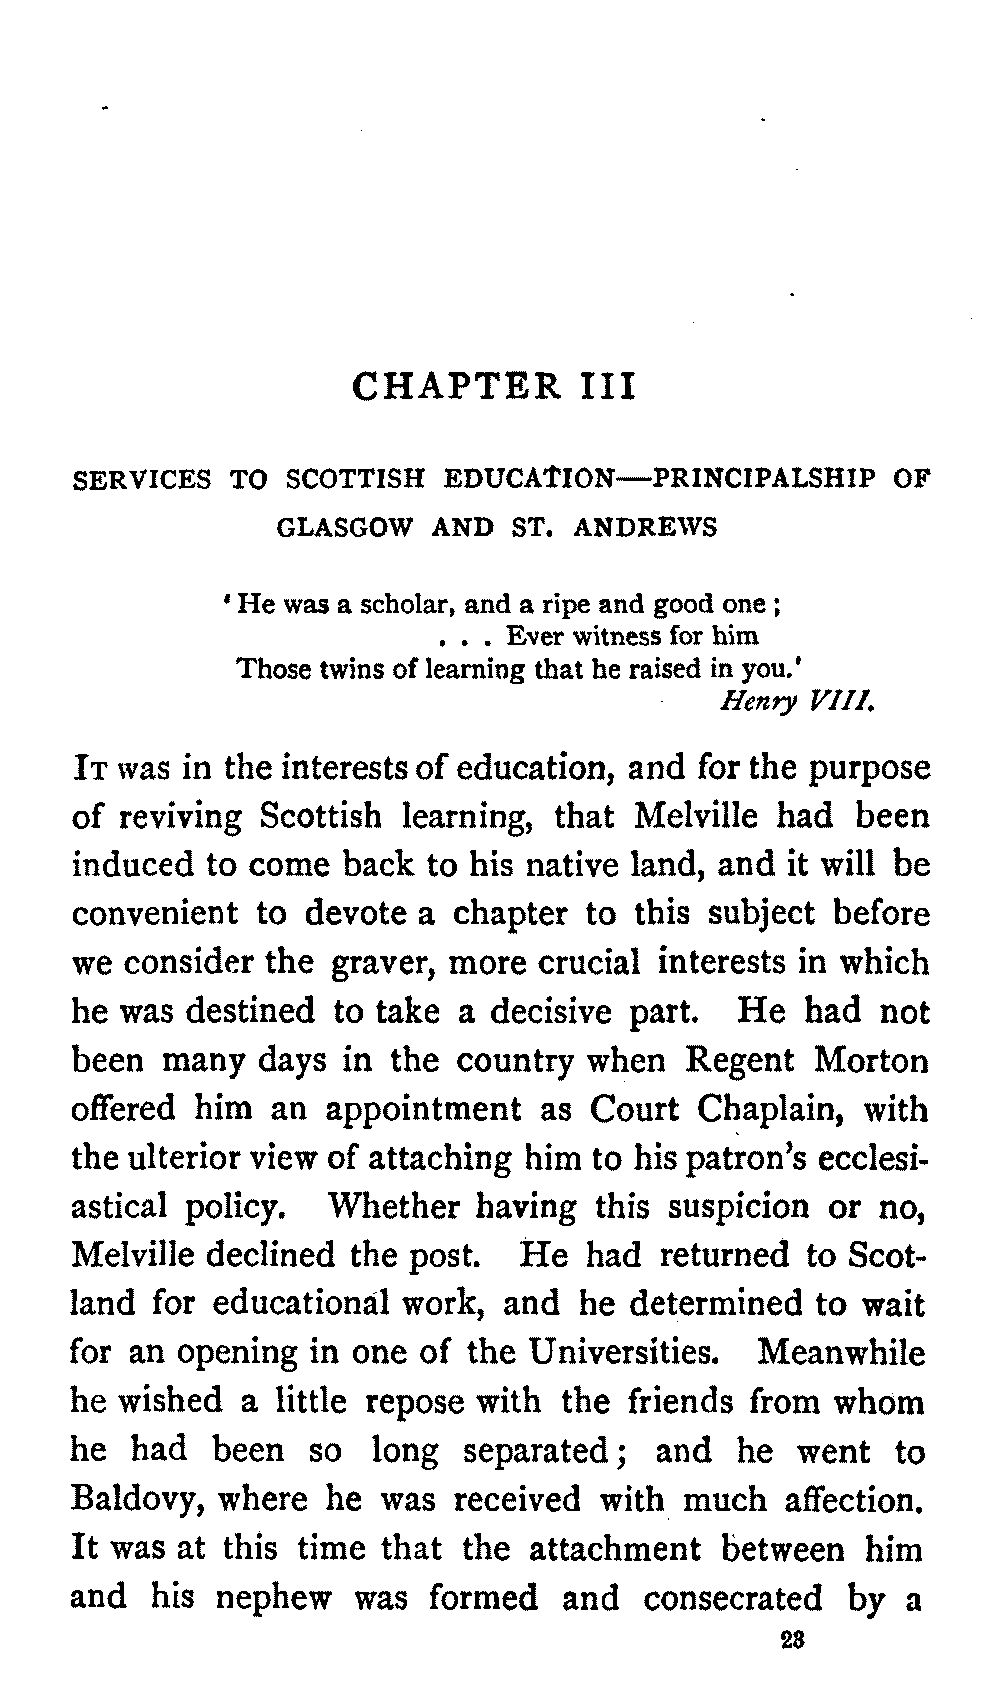 CHAPTER III
SERVICES TO SCOTTISH EDUCATION—PRINCIPALSHIP OF
GLASGOW AND ST. ANDREWS
‘He was a scholar, and a ripe and good one;
. . . Ever witness for him
Those twins of learning that he raised in you.’
Henry VIII.
IT was in the interests of education, and for the purpose
of reviving Scottish learning, that Melville had been
induced to come back to his native land, and it will be
convenient to devote a chapter to this subject before
we consider the graver, more crucial interests in which
he was destined to take a decisive part. He had not
been many days in the country when Regent Morton
offered him an appointment as Court Chaplain, with
the ulterior view of attaching him to his patron’s ecclesi-
astical policy. Whether having this suspicion or no,
Melville declined the post. He had returned to Scot-
land for educational work, and he determined to wait
for an opening in one of the Universities. Meanwhile
he wished a little repose with the friends from whom
he had been so long separated; and he went to
Baldovy, where he was received with much affection.
It was at this time that the attachment between him
and his nephew was formed and consecrated by a
23